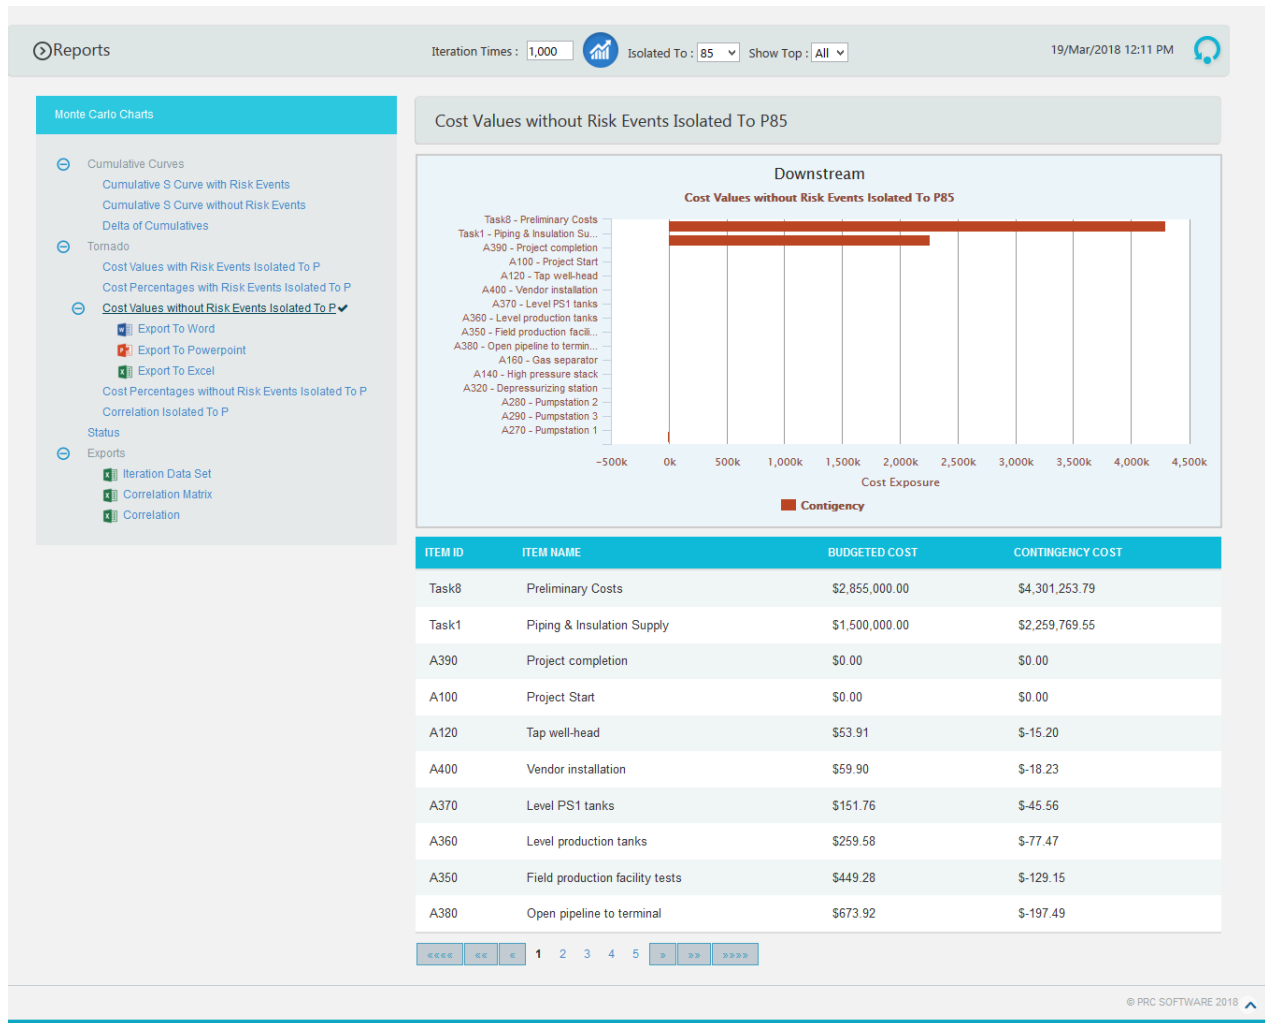 Reports
Iteration Times : 1,000 Isolated To : 85 Show Top : All
19/Mar/2018 12:11 PM
Monte Carlo Charts
Cumulative Curves
Cumulative S Curve with Risk Events
Cumulative S Curve without Risk Events
Delta of Cumulatives
Tornado
Cost Values with Risk Events Isolated To P
Cost Percentages with Risk Events Isolated To P
Cost Values without Risk Events Isolated To P
Export To Word
Export To Powerpoint
Export To Excel
Cost Percentages without Risk Events Isolated To P
Correlation Isolated To P
Status
Exports
Iteration Data Set
Correlation Matrix
Correlation
Cost Values without Risk Events Isolated To P85
Downstream
Cost Values without Risk Events Isolated To P85
Task8 - Preliminary Costs
Task1 - Piping & Insulation Su...
A390 - Project completion
A100 - Project Start
A120 - Tap well-head
A400 - Vendor installation
A370 - Level PS1 tanks
A360 - Level production tanks
A350 - Field production facili...
A380 - Open pipeline to termin...
A160 - Gas separator
A140 - High pressure stack
A320 - Depressurizing station
A280 - Pumpstation 2
A290 - Pumpstation 3
A270 - Pumpstation 1
-500k 0k 500k 1,000k 1,500k 2,000k 2,500k 3,000k 3,500k 4,000k 4,500k
Cost Exposure
Contigency
ITEM ID ITEM NAME BUDGETED COST CONTINGENCY COST
Task8 Preliminary Costs $2,855,000.00 $4,301,253.79
Task1 Piping & Insulation Supply $1,500,000.00 $2,259,769.55
A390 Project completion $0.00 $0.00
A100 Project Start $0.00 $0.00
A120 Tap well-head $53.91 $-15.20
A400 Vendor installation $59.90 $-18.23
A370 Level PS1 tanks $151.76 $-45.56
A360 Level production tanks $259.58 $-77.47
A350 Field production facility tests $449.28 $-129.15
A380 Open pipeline to terminal $673.92 $-197.49
«««« «« « 1 2 3 4 5 » »» »»»»
© PRC SOFTWARE 2018